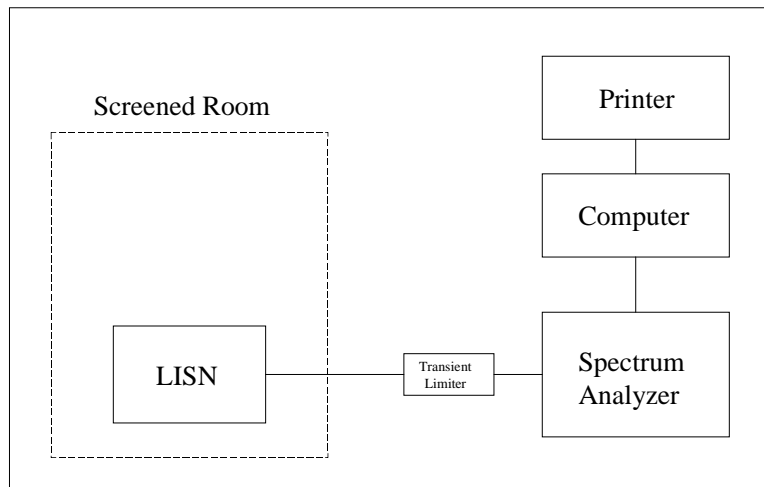 Screened Room
Printer
Computer
LISN
Transient
Limiter
Spectrum
Analyzer